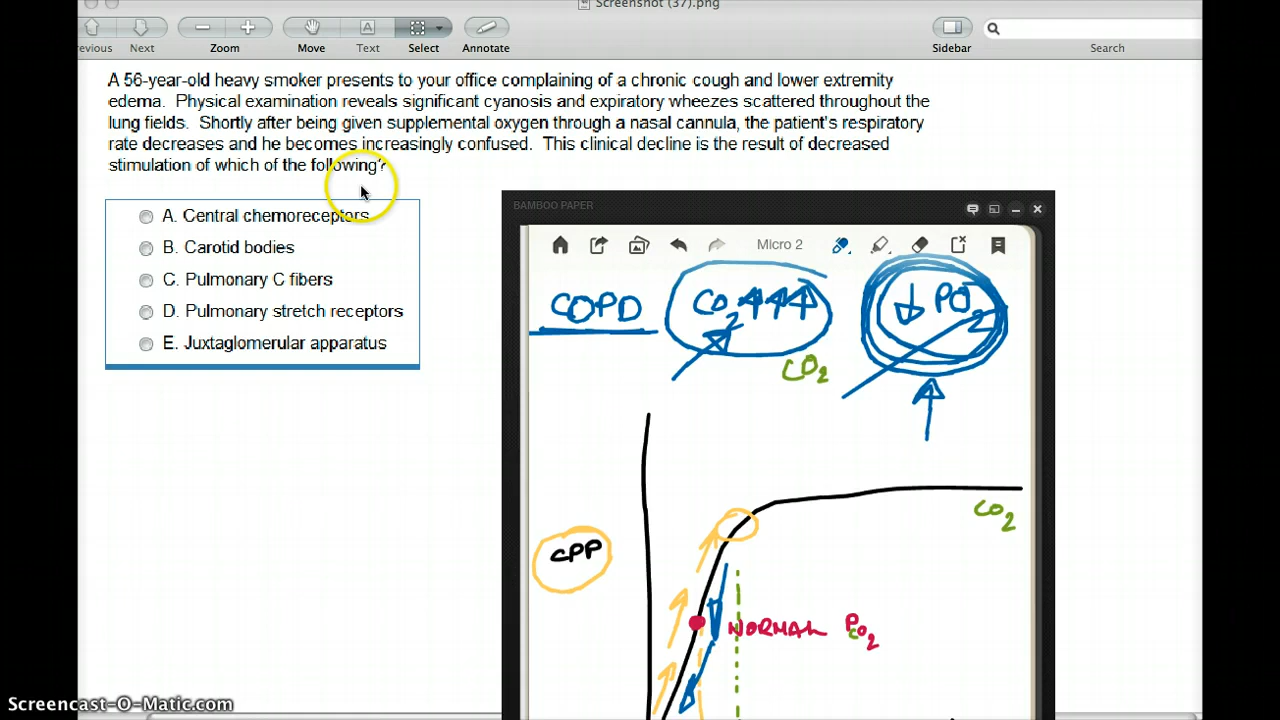 Screenshot (37).png
evious
Next
Zoom
Move
Text
Select
Annotate
Sidebar
Search
A 56-year-old heavy smoker presents to your office complaining of a chronic cough and lower extremity
edema. Physical examination reveals significant cyanosis and expiratory wheezes scattered throughout the
lung fields. Shortly after being given supplemental oxygen through a nasal cannula, the patient's respiratory
rate decreases and he becomes increasingly confused. This clinical decline is the result of decreased
stimulation of which of the following?
A. Central chemoreceptors
B. Carotid bodies
C. Pulmonary C fibers
D. Pulmonary stretch receptors
E. Juxtaglomerular apparatus
BAMBOO PAPER
Micro 2
COPD CO2↑↑↑ ↓ PO2
CO2
CO2
CPP
NORMAL PCO2
Screencast-O-Matic.com